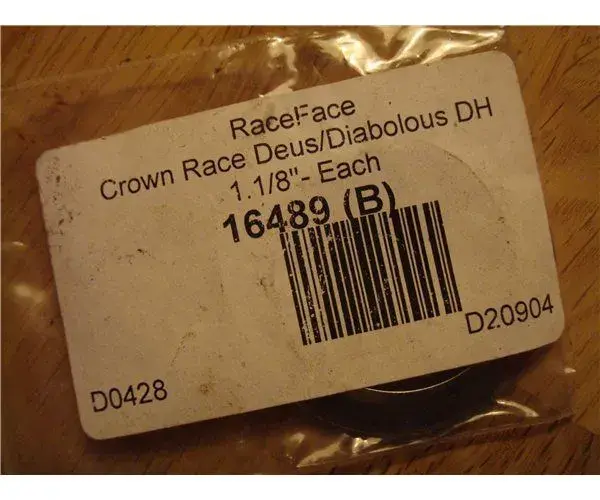 RaceFace
Crown Race Deus/Diabolous DH
1.1/8"- Each
16489 (B)
D0428
D20904